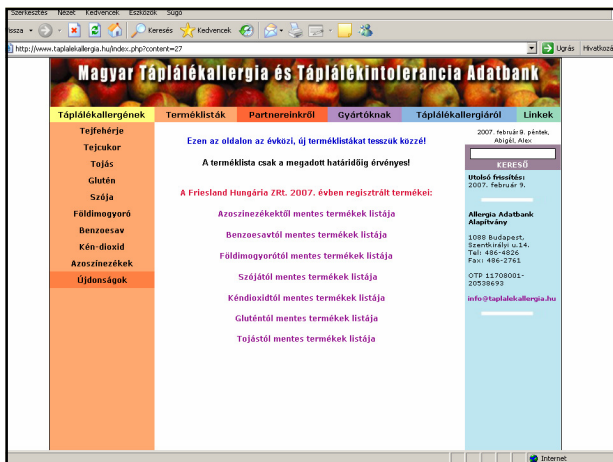 Szerkesztés Nézet Kedvencek Eszközök Súgó
Keresés Kedvencek
http://www.taplalekallergia.hu/index.php?content=27
Ugrás
Magyar Táplálékallergia és Táplálékintolerancia Adatbank
Táplálékallergének Terméklisták Partnereinkről Gyártóknak Táplálékallergiáról Linkek
Tejfehérje
Tejcukor
Tojás
Glutén
Szója
Földimogyoró
Benzoesav
Kén-dioxid
Azoszínezékek
Újdonságok
Ezen az oldalon az évközi, új terméklistákat tesszük közzé!
A terméklista csak a megadott határidőig érvényes!
A Friesland Hungária ZRt. 2007. évben regisztrált termékei:
Azoszinezékektől mentes termékek listája
Benzoesavtól mentes termékek listája
Földimogyorótól mentes termékek listája
Szójától mentes termékek listája
Kéndioxidtól mentes termékek listája
Gluténtól mentes termékek listája
Tojástól mentes termékek listája
2007. február 9. péntek,
Abigél, Alex
KERESŐ
Utolsó frissítés:
2007. február 9.
Allergia Adatbank
Alapítvány
1088 Budapest,
Szentkirályi u.14.
Tel: 486-4826
Fax: 486-2761
OTP 11708001-
20538693
info@taplalekallergia.hu
Internet